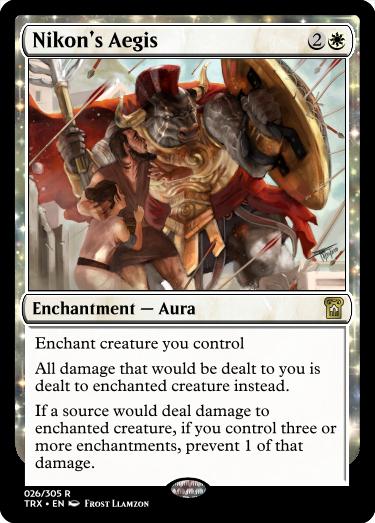 Nikon's Aegis 2
Enchantment — Aura
Enchant creature you control
All damage that would be dealt to you is
dealt to enchanted creature instead.
If a source would deal damage to
enchanted creature, if you control three or
more enchantments, prevent 1 of that
damage.
026/305 R
TRX • EN Frost Llamzon